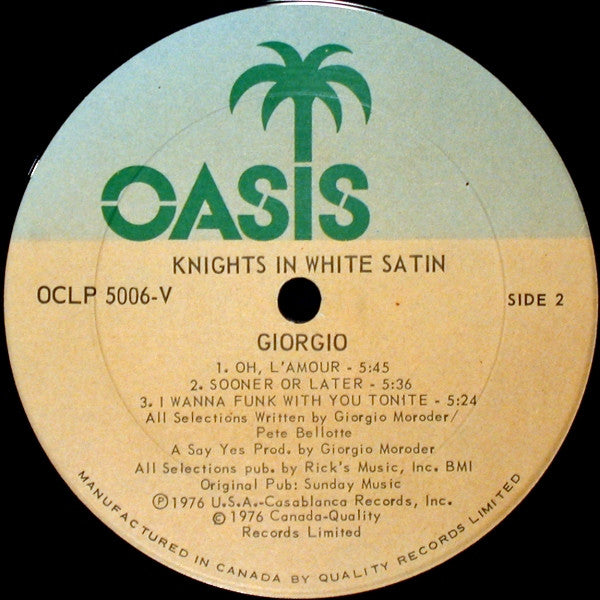 OASIS
KNIGHTS IN WHITE SATIN
OCLP 5006-V
SIDE 2
GIORGIO
1. OH, L'AMOUR - 5:45
2. SOONER OR LATER - 5:36
3. I WANNA FUNK WITH YOU TONITE - 5:24
All Selections Written by Giorgio Moroder/
Pete Bellotte
A Say Yes Prod. by Giorgio Moroder
All Selections pub. by Rick's Music, Inc. BMI
Original Pub: Sunday Music
℗1976 U.S.A.-Casablanca Records, Inc.
©1976 Canada-Quality
Records Limited
MANUFACTURED IN CANADA BY QUALITY RECORDS LIMITED